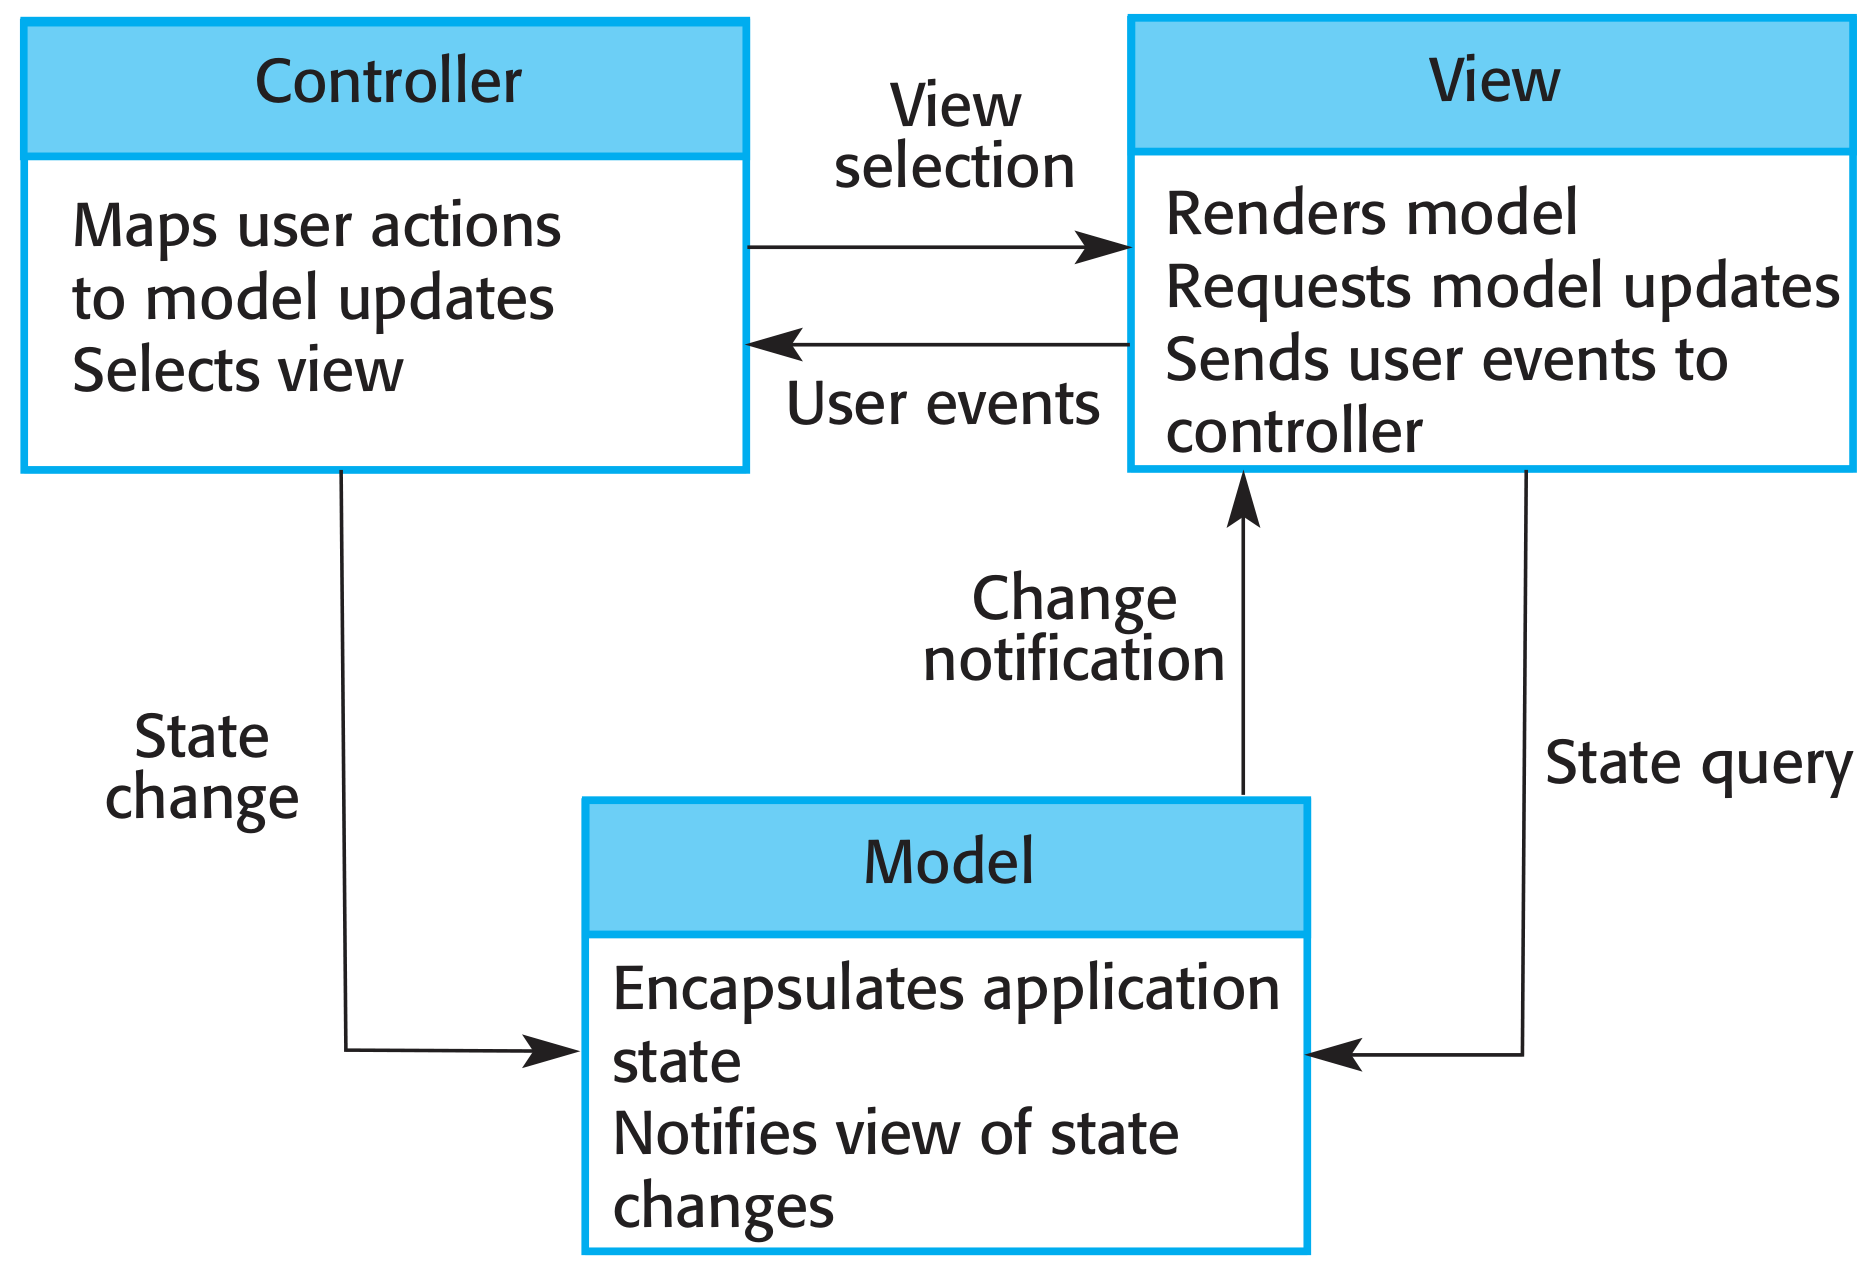 Controller
Maps user actions
to model updates
Selects view
View
selection
User events
View
Renders model
Requests model updates
Sends user events to
controller
State
change
Change
notification
State query
Model
Encapsulates application
state
Notifies view of state
changes